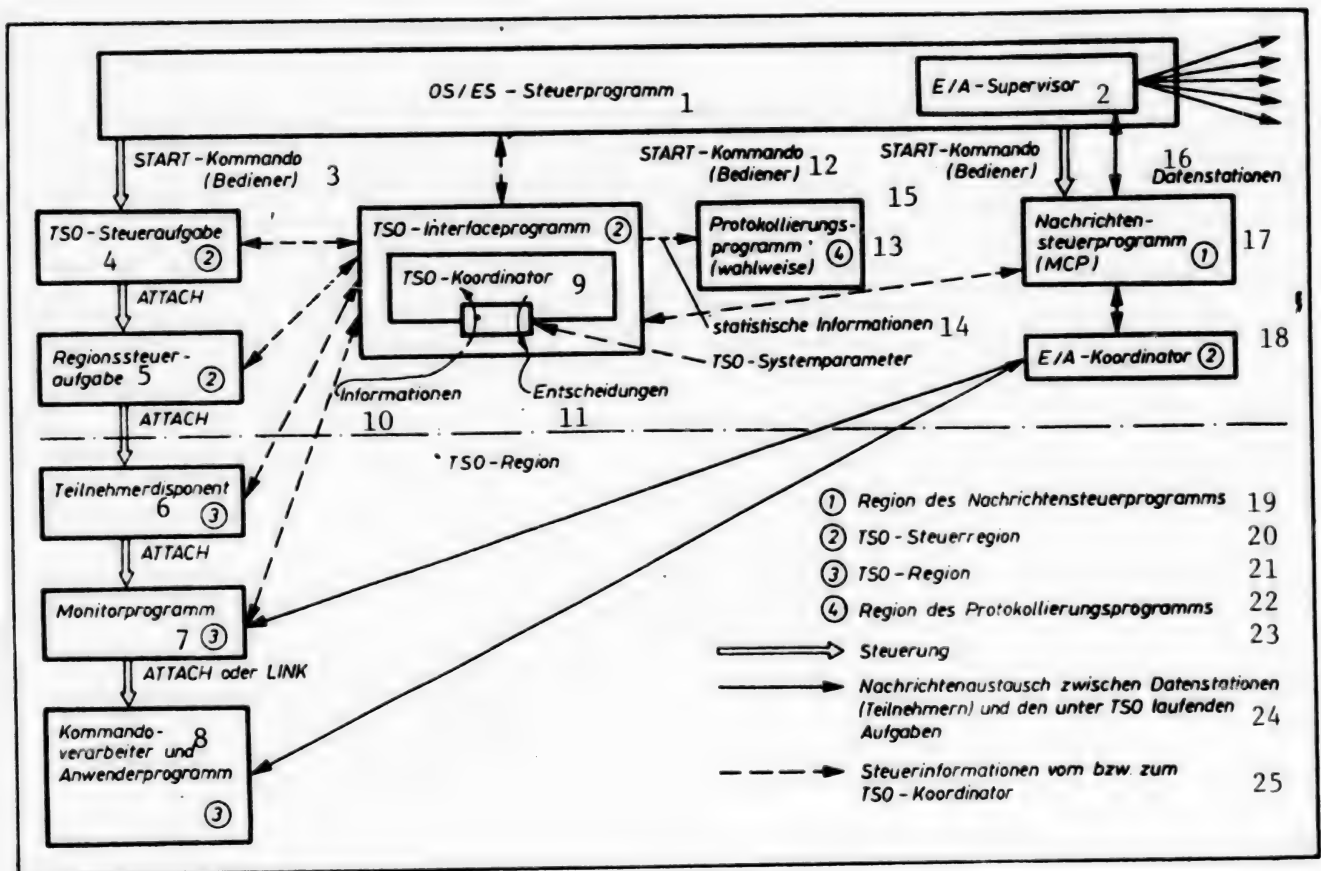 OS/ES - Steuerprogramm 1
E/A-Supervisor 2
START-Kommando
(Bediener) 3
START-Kommando
(Bediener) 12
START-Kommando
(Bediener)
16
Datenstationen
TSO-Steueraufgabe
4 ②
ATTACH
Regionssteuer-
aufgabe 5 ②
ATTACH
TSO-Interfaceprogramm ②
TSO-Koordinator 9
Informationen
10
Entscheidungen
11
TSO-Systemparameter
statistische Informationen 14
15
Protokollierungs-
programm
(wahlweise) ④ 13
Nachrichten-
steuerprogramm
(MCP) ① 17
E/A-Koordinator ② 18
TSO-Region
Teilnehmerdisponent
6 ③
ATTACH
Monitorprogramm
7 ③
ATTACH oder LINK
Kommando-
verarbeiter und
Anwenderprogramm
8
③
① Region des Nachrichtensteuerprogramms 19
② TSO-Steuerregion 20
③ TSO-Region 21
④ Region des Protokollierungsprogramms 22
23
Steuerung
Nachrichtenaustausch zwischen Datenstationen
(Teilnehmern) und den unter TSO laufenden 24
Aufgaben
Steuerinformationen vom bzw. zum
TSO-Koordinator 25